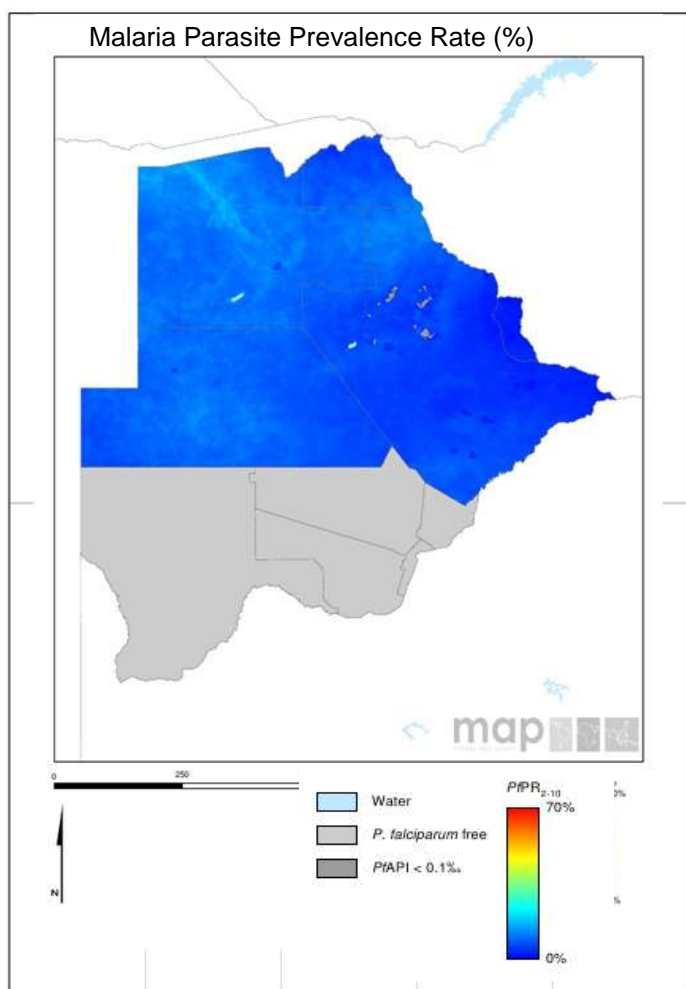 Malaria Parasite Prevalence Rate (%)
map
0 250
Water
P. falciparum free
PfAPI < 0.1‰
PfPR2-10
70%
0%
N